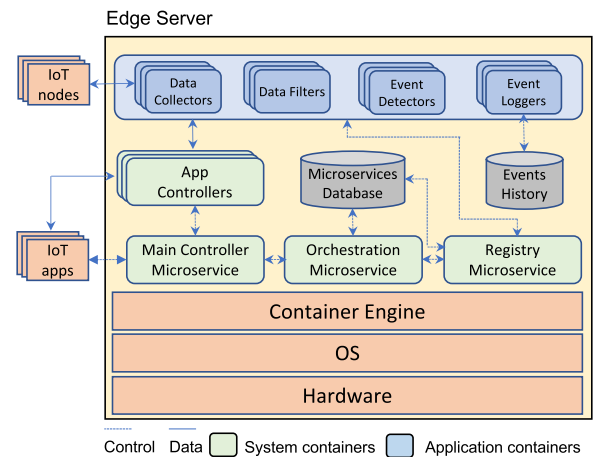 Edge Server
IoT
nodes
Data
Collectors
Data Filters
Event
Detectors
Event
Loggers
App
Controllers
Microservices
Database
Events
History
IoT
apps
Main Controller
Microservice
Orchestration
Microservice
Registry
Microservice
Container Engine
OS
Hardware
Control Data System containers Application containers